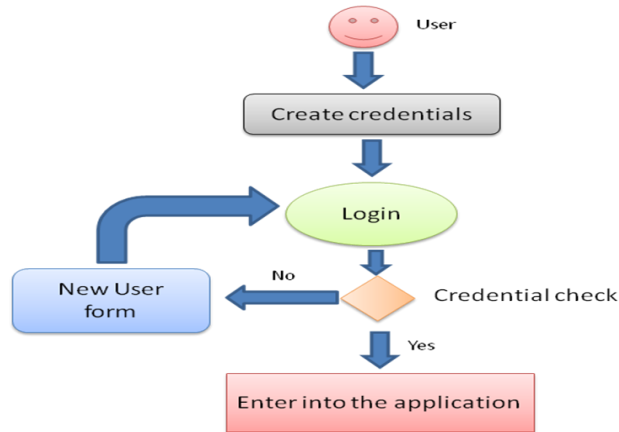 User
Create credentials
Login
No
New User
form
Credential check
Yes
Enter into the application